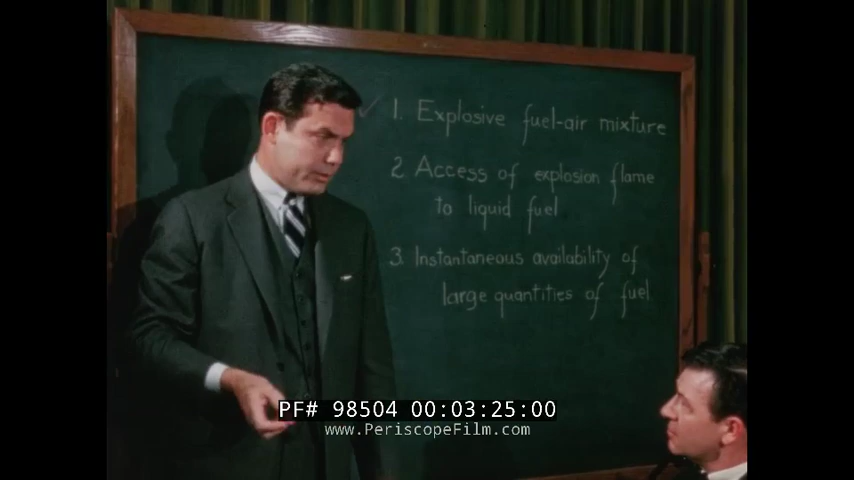 1. Explosive fuel-air mixture
2 Access of explosion flame
to liquid fuel
3. Instantaneous availability of
large quantities of fuel
PF# 98504 00:03:25:00
www.PeriscopeFilm.com